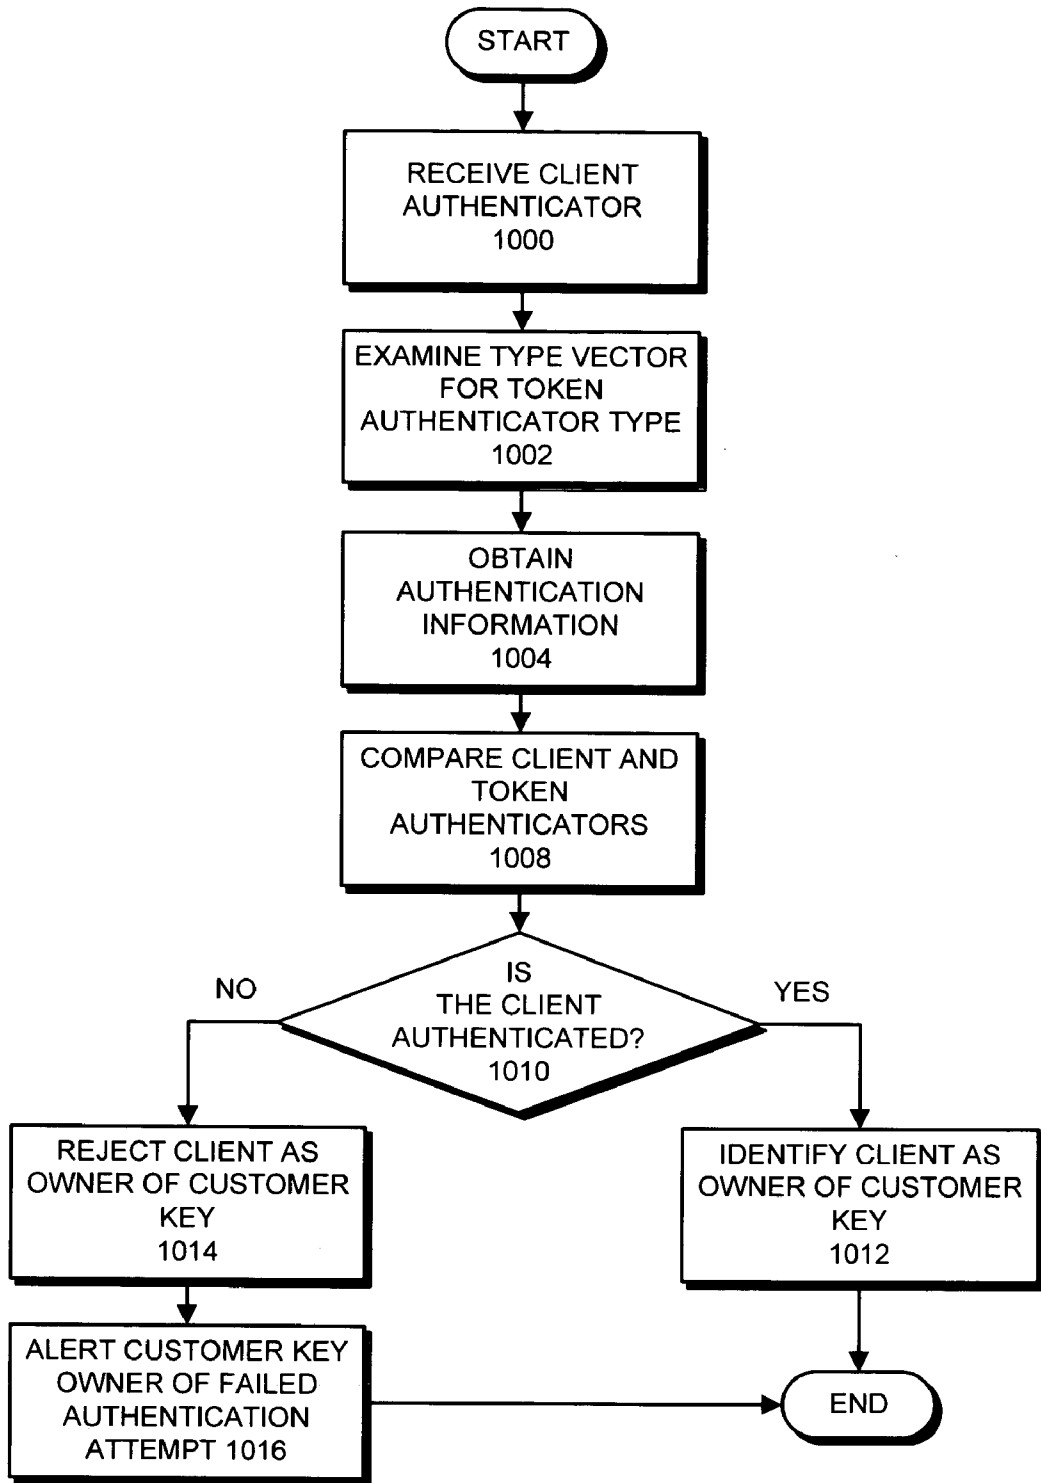 START
RECEIVE CLIENT
AUTHENTICATOR
1000
EXAMINE TYPE VECTOR
FOR TOKEN
AUTHENTICATOR TYPE
1002
OBTAIN
AUTHENTICATION
INFORMATION
1004
COMPARE CLIENT AND
TOKEN
AUTHENTICATORS
1008
IS
THE CLIENT
AUTHENTICATED?
1010
NO
YES
REJECT CLIENT AS
OWNER OF CUSTOMER
KEY
1014
IDENTIFY CLIENT AS
OWNER OF CUSTOMER
KEY
1012
ALERT CUSTOMER KEY
OWNER OF FAILED
AUTHENTICATION
ATTEMPT 1016
END